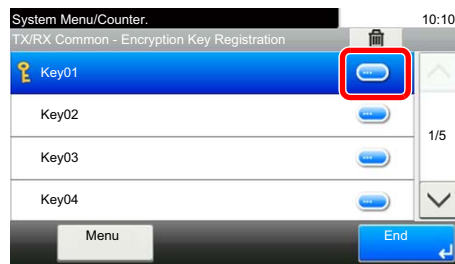 System Menu/Counter.
10:10
TX/RX Common - Encryption Key Registration
Key01
Key02
1/5
Key03
Key04
Menu
End